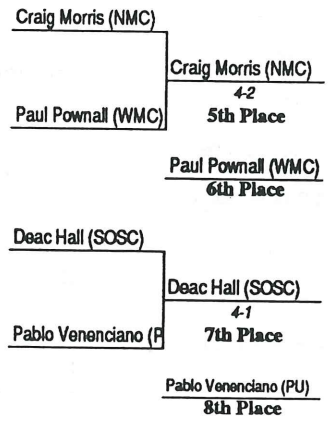 Craig Morris (NMC)
Craig Morris (NMC)
4-2
Paul Pownall (WMC)
5th Place
Paul Pownall (WMC)
6th Place
Deac Hall (SOSC)
Deac Hall (SOSC)
4-1
Pablo Venenciano (P
7th Place
Pablo Venenciano (PU)
8th Place